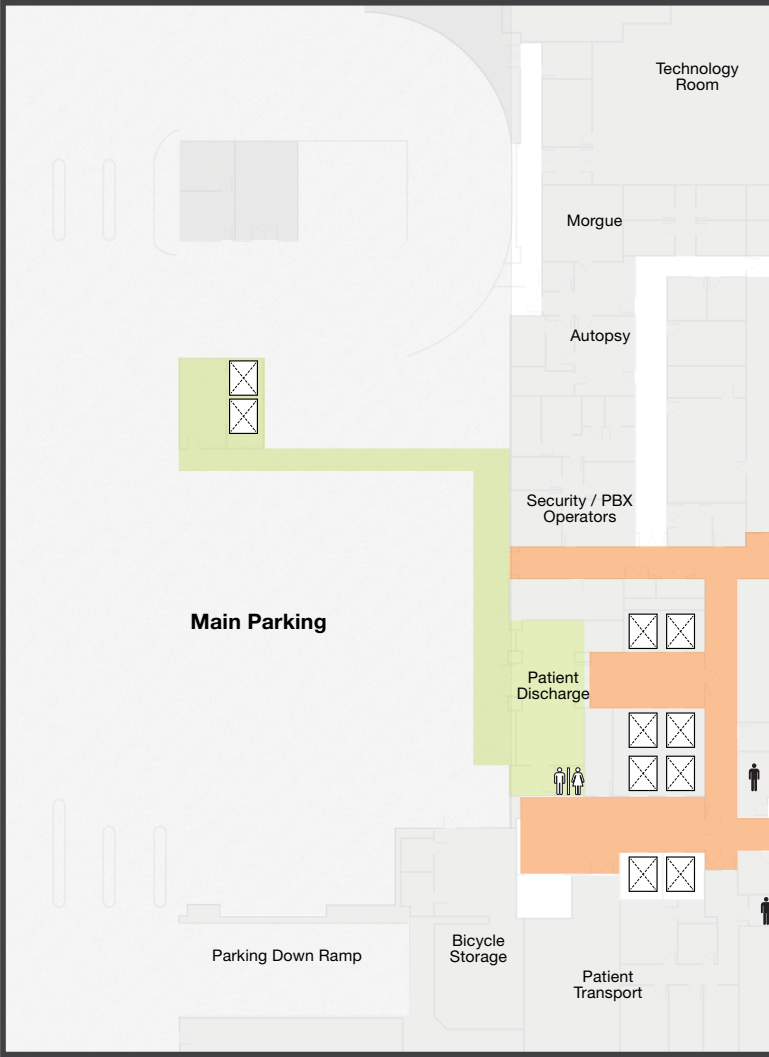 Technology
Room
Morgue
Autopsy
Security / PBX
Operators
Main Parking
Patient
Discharge
Parking Down Ramp
Bicycle
Storage
Patient
Transport